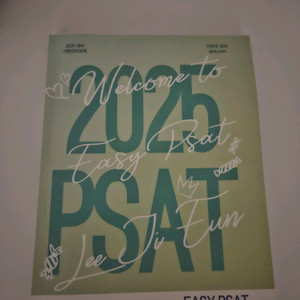 Welcome to
2025
Easy Psat
PSAT
Lee Ji Eun
EASY PSAT